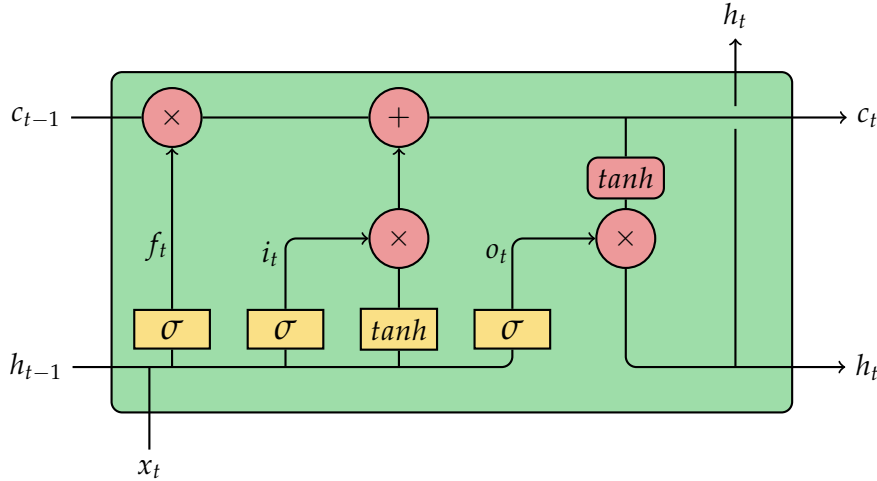 h_t
c_{t-1} × + c_t
tanh
f_t i_t × o_t ×
σ σ tanh σ
h_{t-1} h_t
x_t